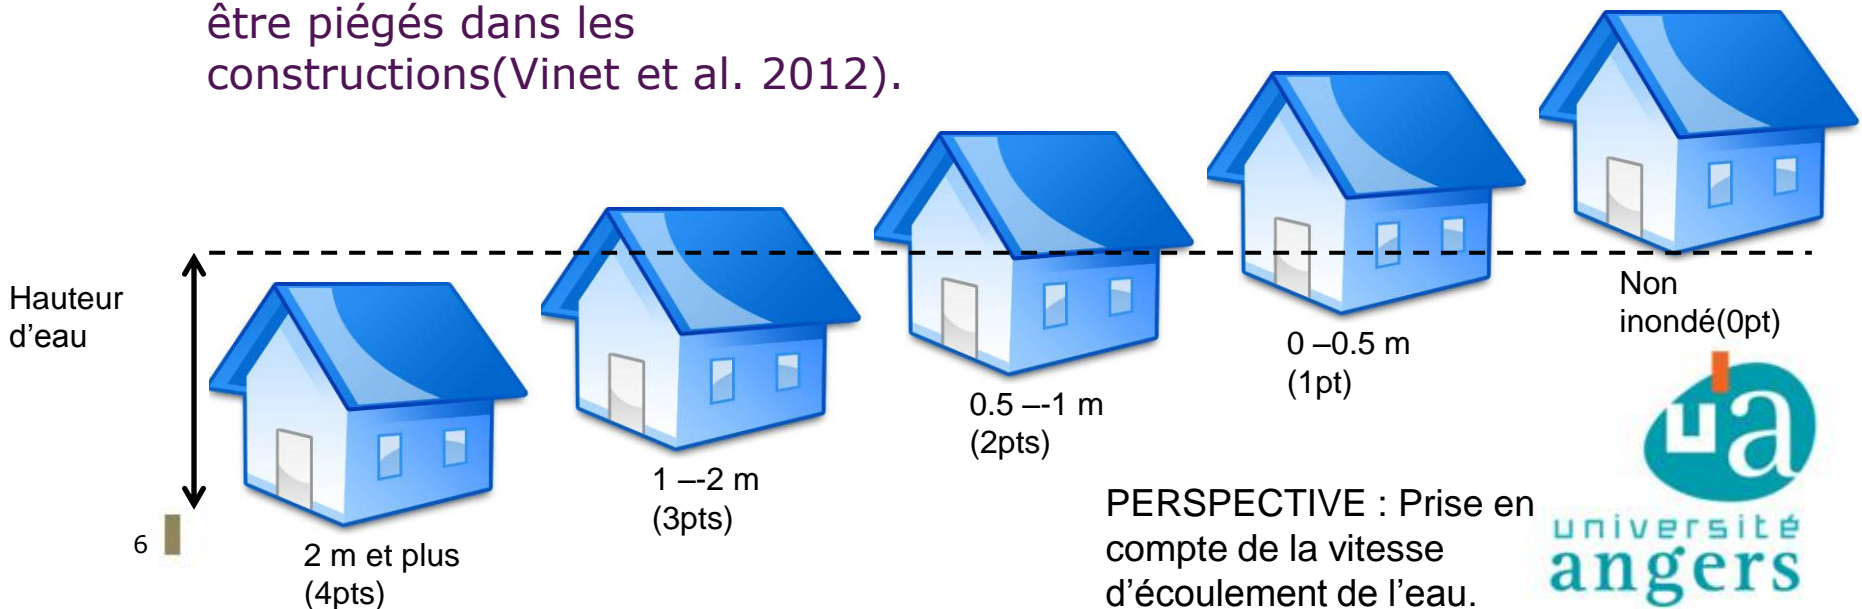 être piégés dans les
constructions(Vinet et al. 2012).
Hauteur
d’eau
2 m et plus
(4pts)
1 –-2 m
(3pts)
0.5 –-1 m
(2pts)
0 –0.5 m
(1pt)
Non
inondé(0pt)
PERSPECTIVE : Prise en
compte de la vitesse
d’écoulement de l’eau.
ua
université
angers
6